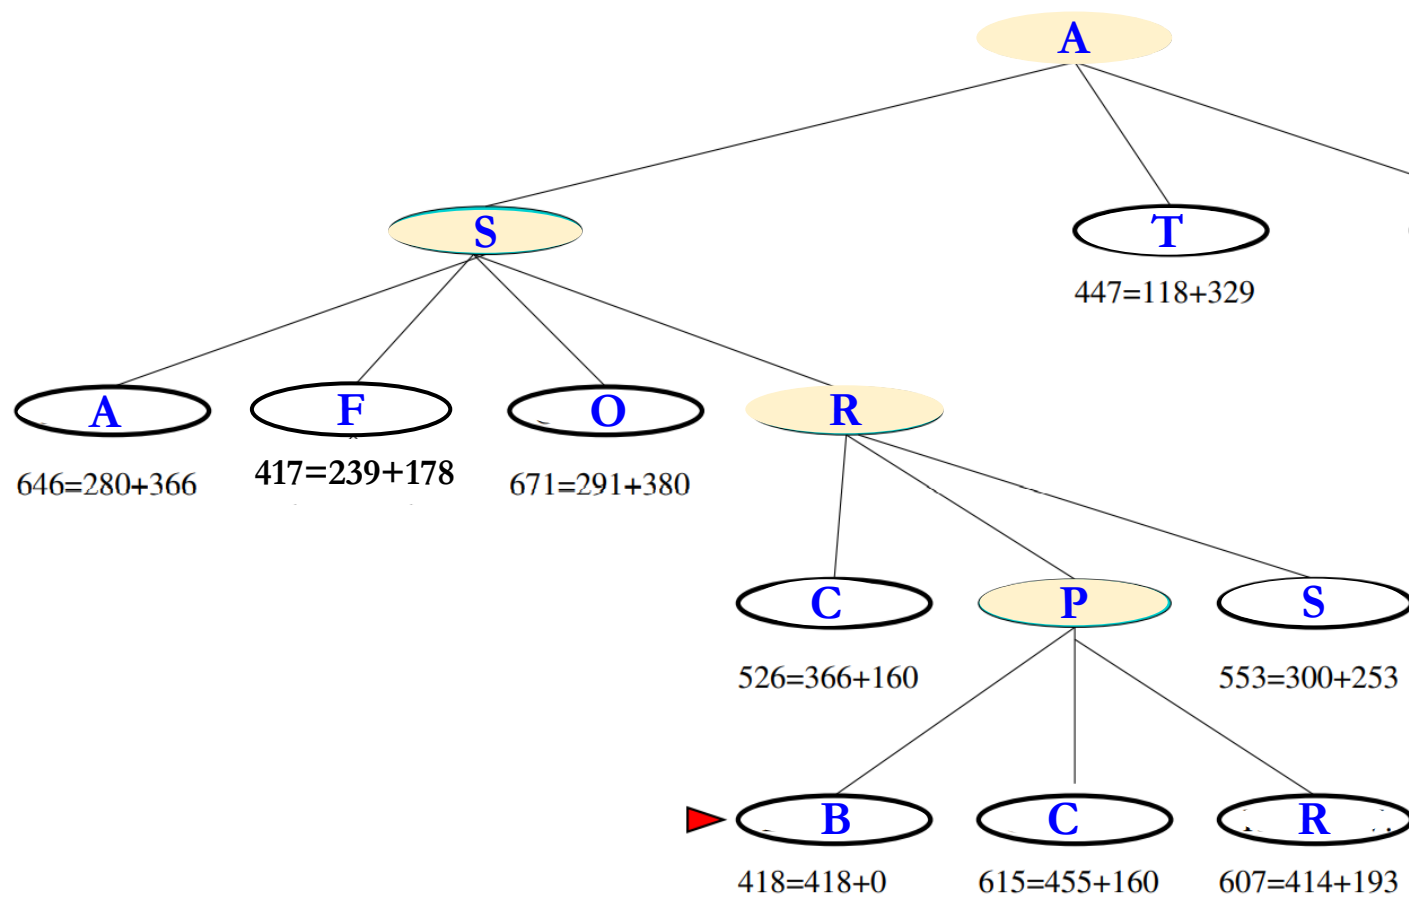 A
S
T
447=118+329
A
F
O
R
646=280+366
417=239+178
671=291+380
C
P
S
526=366+160
553=300+253
B
C
R
418=418+0
615=455+160
607=414+193